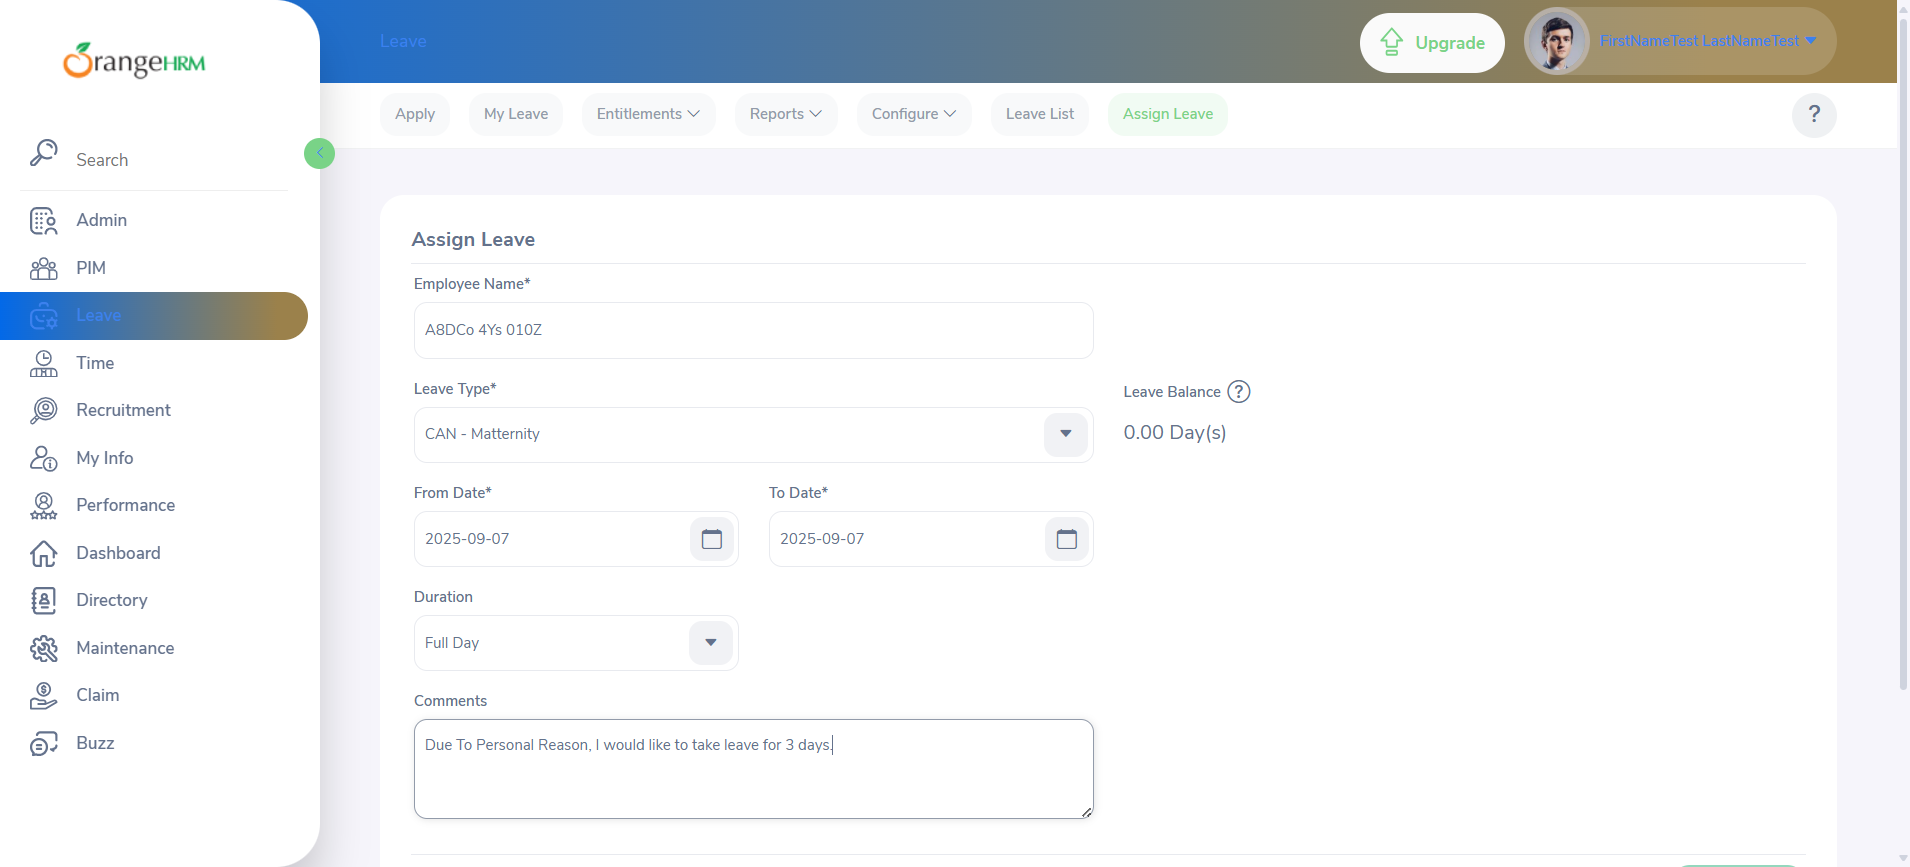 OrangeHRM
Search
Admin
PIM
Leave
Time
Recruitment
My Info
Performance
Dashboard
Directory
Maintenance
Claim
Buzz
Leave
Upgrade
FirstNameTest LastNameTest
Apply
My Leave
Entitlements
Reports
Configure
Leave List
Assign Leave
?
Assign Leave
Employee Name*
A8DCo 4Ys 010Z
Leave Type*
CAN - Matternity
Leave Balance ?
0.00 Day(s)
From Date*
2025-09-07
To Date*
2025-09-07
Duration
Full Day
Comments
Due To Personal Reason, I would like to take leave for 3 days.